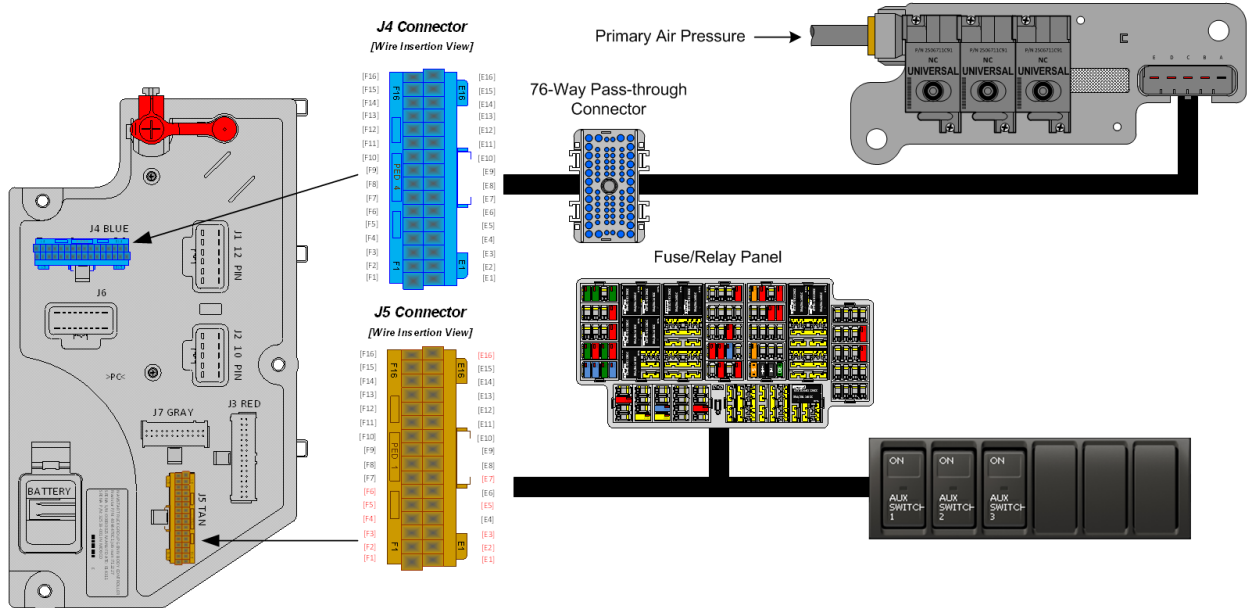 J4 Connector
[Wire Insertion View]
[F16]
[F15]
[F14]
[F13]
[F12]
[F11]
[F10]
[F9]
[F8]
[F7]
[F6]
[F5]
[F4]
[F3]
[F2]
[F1]
F16
PED 4
F1
E16
E1
[E16]
[E15]
[E14]
[E13]
[E12]
[E11]
[E10]
[E9]
[E8]
[E7]
[E6]
[E5]
[E4]
[E3]
[E2]
[E1]
Primary Air Pressure
P/N 2506711C91
NC
UNIVERSAL
P/N 2506711C91
NC
UNIVERSAL
P/N 2506711C91
NC
UNIVERSAL
D
C
B
A
76-Way Pass-through
Connector
J4 BLUE
J1 12 PIN
J6
J2 10 PIN
>PC<
J3 RED
J7 GRAY
BATTERY
J5 TAN
J5 Connector
[Wire Insertion View]
[F16]
[F15]
[F14]
[F13]
[F12]
[F11]
[F10]
[F9]
[F8]
[F7]
[F6]
[F5]
[F4]
[F3]
[F2]
[F1]
F16
PED 1
F1
E16
E1
[E16]
[E15]
[E14]
[E13]
[E12]
[E11]
[E10]
[E9]
[E8]
[E7]
[E6]
[E5]
[E4]
[E3]
[E2]
[E1]
Fuse/Relay Panel
ON
AUX
SWITCH
1
ON
AUX
SWITCH
2
ON
AUX
SWITCH
3